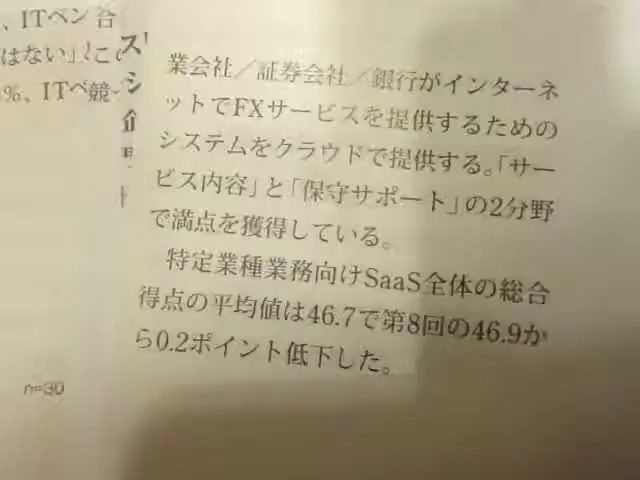 、ITベン
はない」
%、ITベ
合
競
業会社／証券会社／銀行がインターネ
ットでFXサービスを提供するための
システムをクラウドで提供する。「サー
ビス内容」と「保守サポート」の2分野
で満点を獲得している。
特定業種業務向けSaaS全体の総合
得点の平均値は46.7で第8回の46.9か
ら0.2ポイント低下した。
n=30